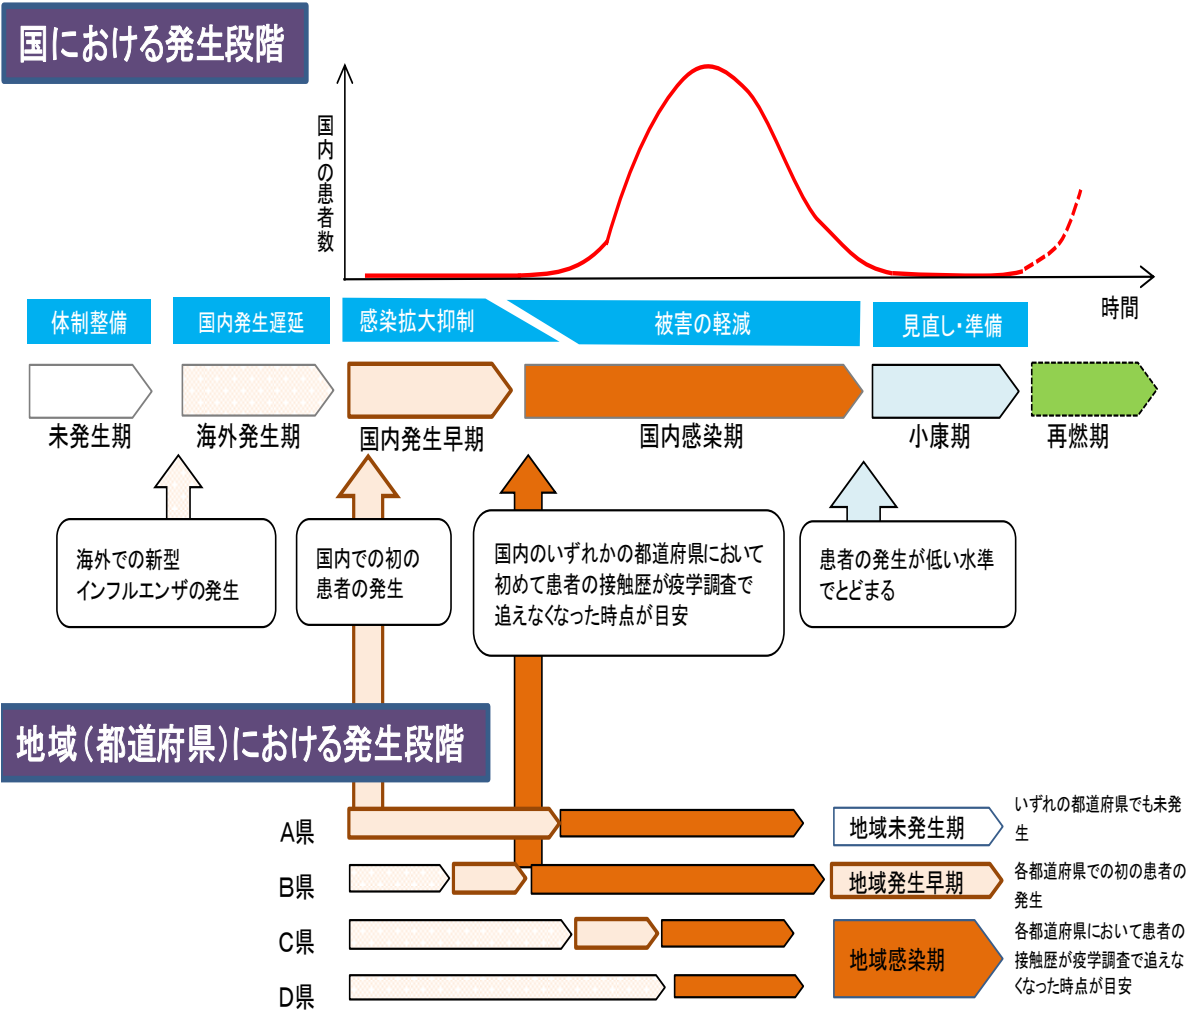 国における発生段階
国内の患者数
時間
体制整備
国内発生遅延
感染拡大抑制
被害の軽減
見直し・準備
未発生期
海外発生期
国内発生早期
国内感染期
小康期
再燃期
海外での新型
インフルエンザの発生
国内での初の
患者の発生
国内のいずれかの都道府県において
初めて患者の接触歴が疫学調査で
追えなくなった時点が目安
患者の発生が低い水準
でとどまる
地域(都道府県)における発生段階
A県
B県
C県
D県
地域未発生期
いずれの都道府県でも未発
生
地域発生早期
各都道府県での初の患者の
発生
地域感染期
各都道府県において患者の
接触歴が疫学調査で追えな
くなった時点が目安